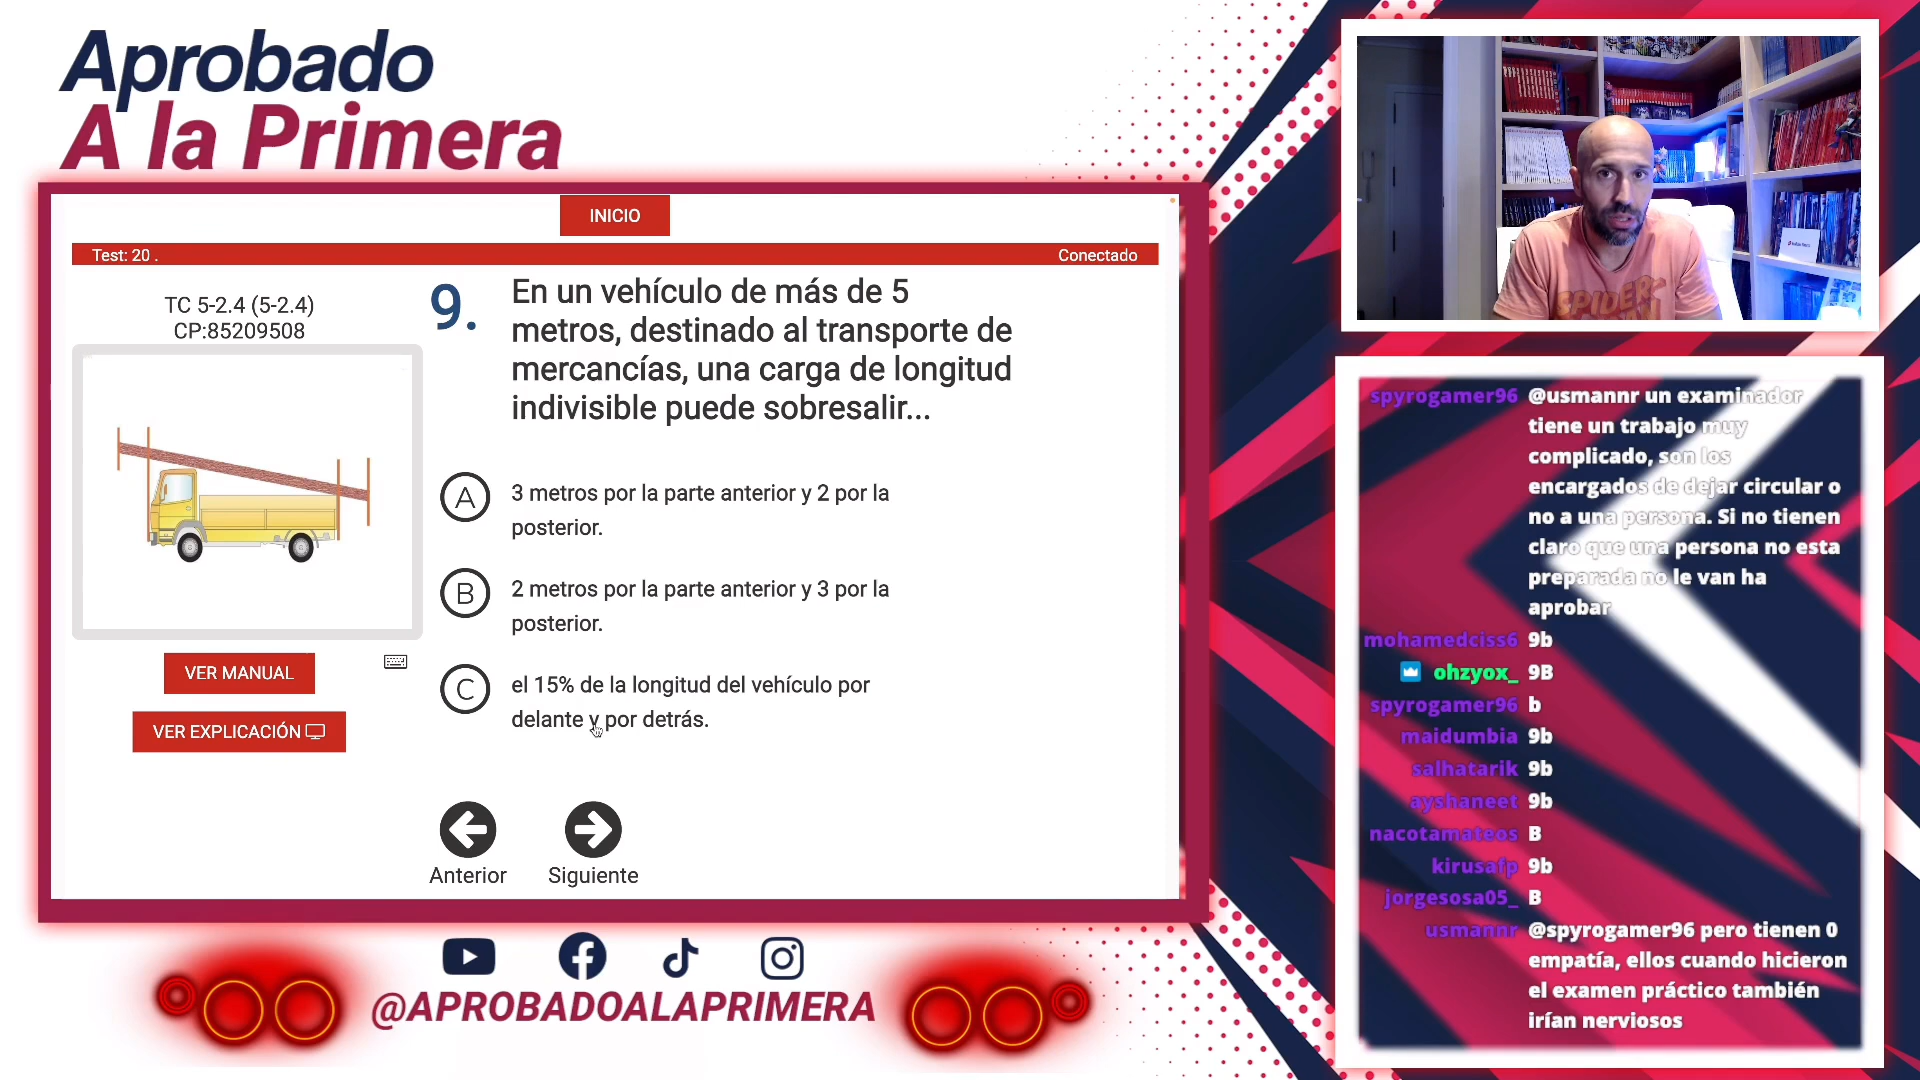 Aprobado
A la Primera
INICIO
Test: 20 .
Conectado
TC 5-2.4 (5-2.4)
CP:85209508
9.
En un vehículo de más de 5
metros, destinado al transporte de
mercancías, una carga de longitud
indivisible puede sobresalir...
A
3 metros por la parte anterior y 2 por la
posterior.
B
2 metros por la parte anterior y 3 por la
posterior.
C
el 15% de la longitud del vehículo por
delante y por detrás.
VER MANUAL
VER EXPLICACIÓN
Anterior
Siguiente
@APROBADOALAPRIMERA
SPIDER
spyrogamer96 @usmannr un examinador
tiene un trabajo muy
complicado, son los
encargados de dejar circular o
no a una persona. Si no tienen
claro que una persona no esta
preparada no le van ha
aprobar
mohamedciss6 9b
ohzyox_ 9B
spyrogamer96 b
maidumbia 9b
salhatarik 9b
ayshaneet 9b
nacotamateos B
kirusafp 9b
jorgesosa05_ B
usmannr @spyrogamer96 pero tienen 0
empatía, ellos cuando hicieron
el examen práctico también
irían nerviosos